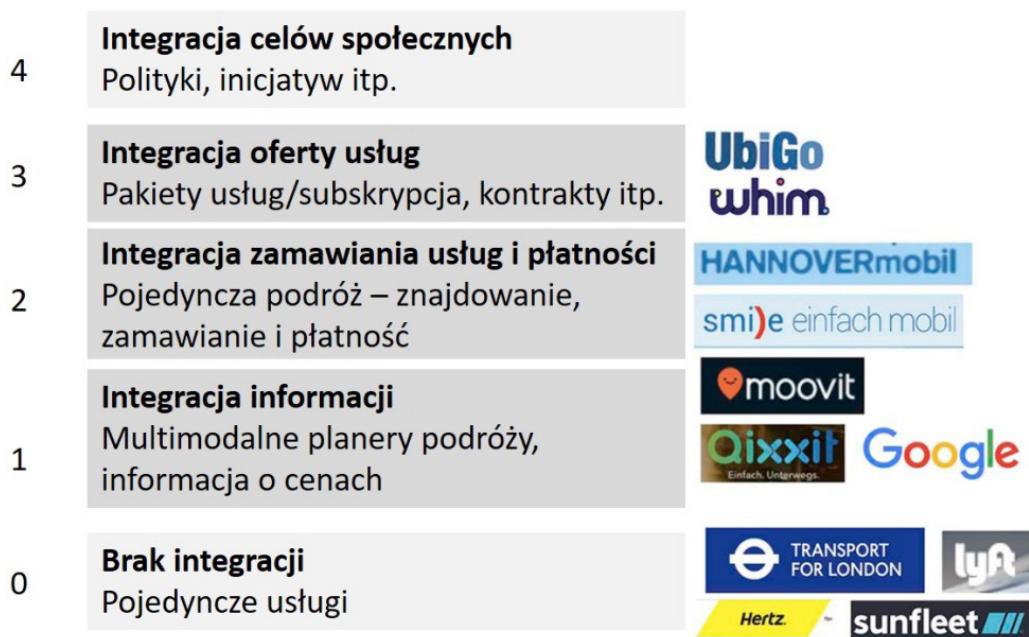 4
Integracja celów społecznych
Polityki, inicjatyw itp.
3
Integracja oferty usług
Pakiety usług/subskrypcja, kontrakty itp.
UbiGo
whim
2
Integracja zamawiania usług i płatności
Pojedyncza podróż – znajdowanie,
zamawianie i płatność
HANNOVERmobil
smi)e einfach mobil
1
Integracja informacji
Multimodalne planery podróży,
informacja o cenach
moovit
Qixxit
Einfach. Unterwegs.
Google
0
Brak integracji
Pojedyncze usługi
TRANSPORT
FOR LONDON
lyft
Hertz.
sunfleet